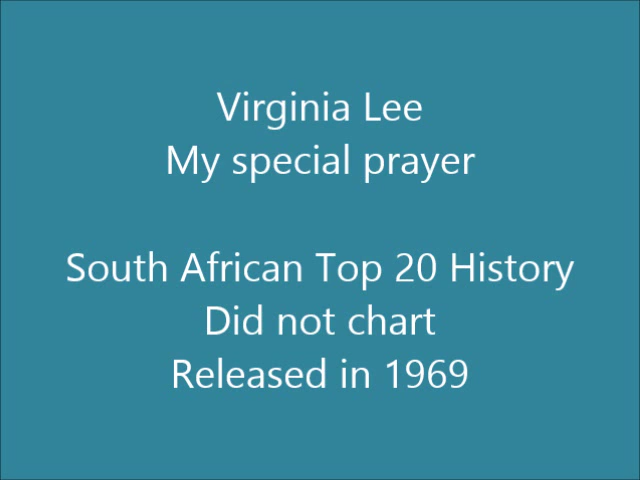 Virginia Lee
My special prayer
South African Top 20 History
Did not chart
Released in 1969